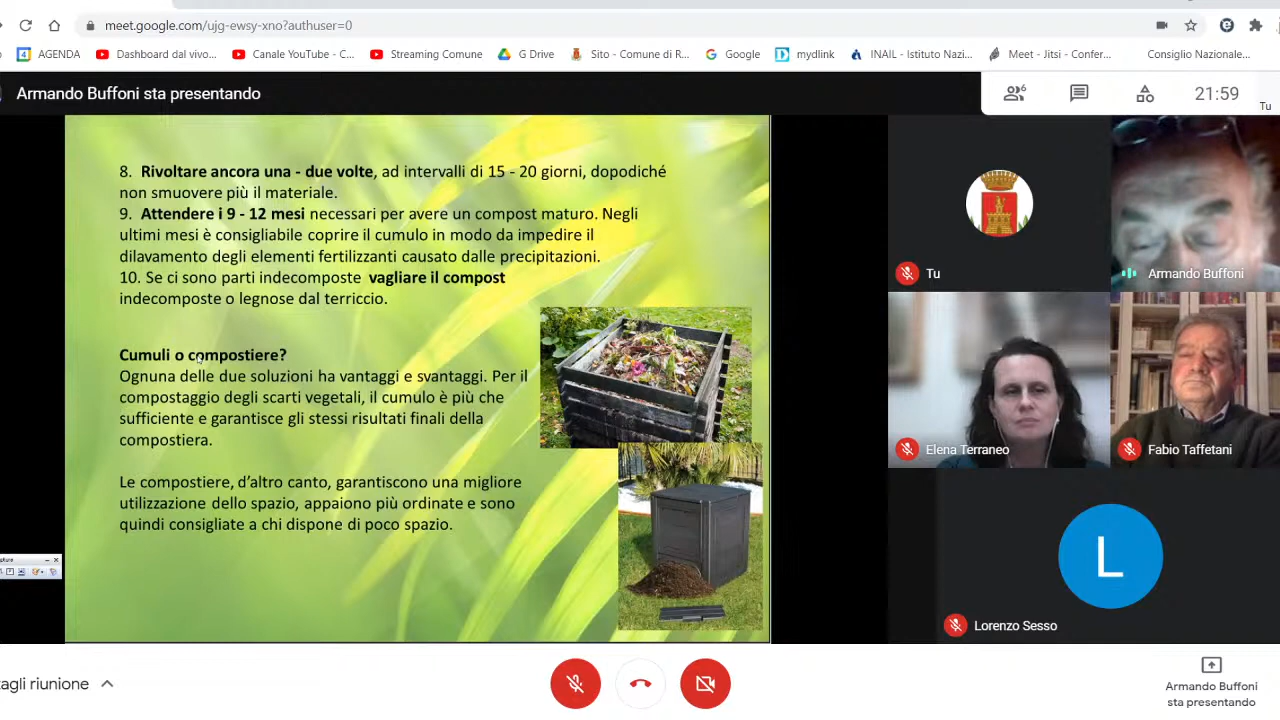 meet.google.com/ujg-ewsy-xno?authuser=0
4 AGENDA Dashboard dal vivo... Canale YouTube - C... Streaming Comune G Drive Sito - Comune di R... Google mydlink INAIL - Istituto Nazi... Meet - Jitsi - Confer... Consiglio Nazionale...
Armando Buffoni sta presentando
6
21:59
Tu
8. Rivoltare ancora una - due volte, ad intervalli di 15 - 20 giorni, dopodiché
non smuovere più il materiale.
9. Attendere i 9 - 12 mesi necessari per avere un compost maturo. Negli
ultimi mesi è consigliabile coprire il cumulo in modo da impedire il
dilavamento degli elementi fertilizzanti causato dalle precipitazioni.
10. Se ci sono parti indecomposte vagliare il compost
indecomposte o legnose dal terriccio.
Cumuli o compostiere?
Ognuna delle due soluzioni ha vantaggi e svantaggi. Per il
compostaggio degli scarti vegetali, il cumulo è più che
sufficiente e garantisce gli stessi risultati finali della
compostiera.
Le compostiere, d'altro canto, garantiscono una migliore
utilizzazione dello spazio, appaiono più ordinate e sono
quindi consigliate a chi dispone di poco spazio.
Tu
Armando Buffoni
Elena Terraneo
Fabio Taffetani
L
Lorenzo Sesso
tagli riunione
Armando Buffoni
sta presentando